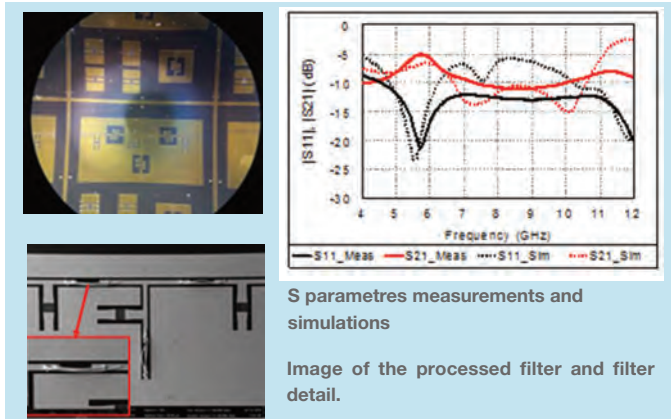 0
-5
-10
-15
-20
-25
-30
|S11|, |S21| (dB)
4 5 6 7 8 9 10 11 12
Frequency (GHz)
S11_Meas S21_Meas S11_Sim S21_Sim
S parametres measurements and
simulations
Image of the processed filter and filter
detail.